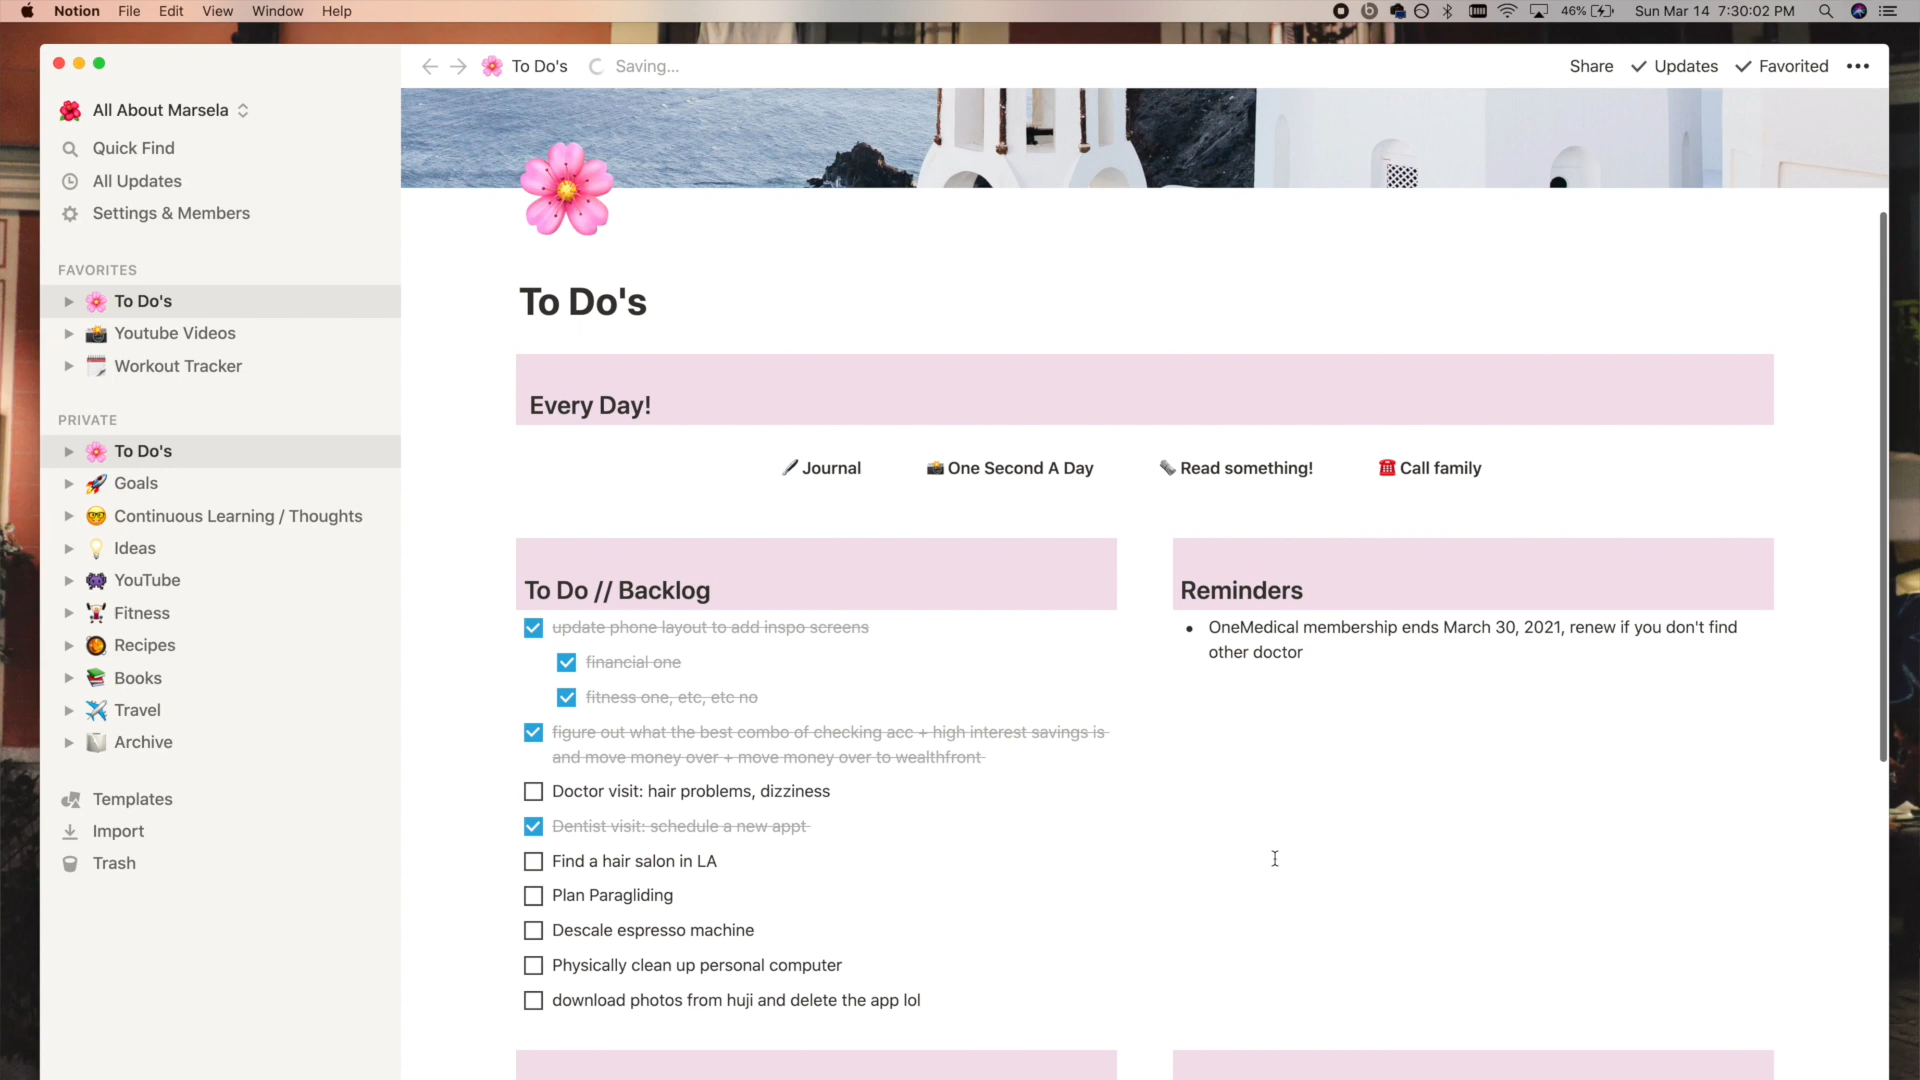 Notion File Edit View Window Help
46% Sun Mar 14 7:30:02 PM
To Do's Saving...
Share Updates Favorited
All About Marsela
Quick Find
All Updates
Settings & Members
FAVORITES
To Do's
Youtube Videos
Workout Tracker
PRIVATE
To Do's
Goals
Continuous Learning / Thoughts
Ideas
YouTube
Fitness
Recipes
Books
Travel
Archive
Templates
Import
Trash
To Do's
Every Day!
Journal
One Second A Day
Read something!
Call family
To Do // Backlog
update phone layout to add inspo screens
financial one
fitness one, etc, etc no
figure out what the best combo of checking acc + high interest savings is
and move money over + move money over to wealthfront
Doctor visit: hair problems, dizziness
Dentist visit: schedule a new appt
Find a hair salon in LA
Plan Paragliding
Descale espresso machine
Physically clean up personal computer
download photos from huji and delete the app lol
Reminders
OneMedical membership ends March 30, 2021, renew if you don't find
other doctor